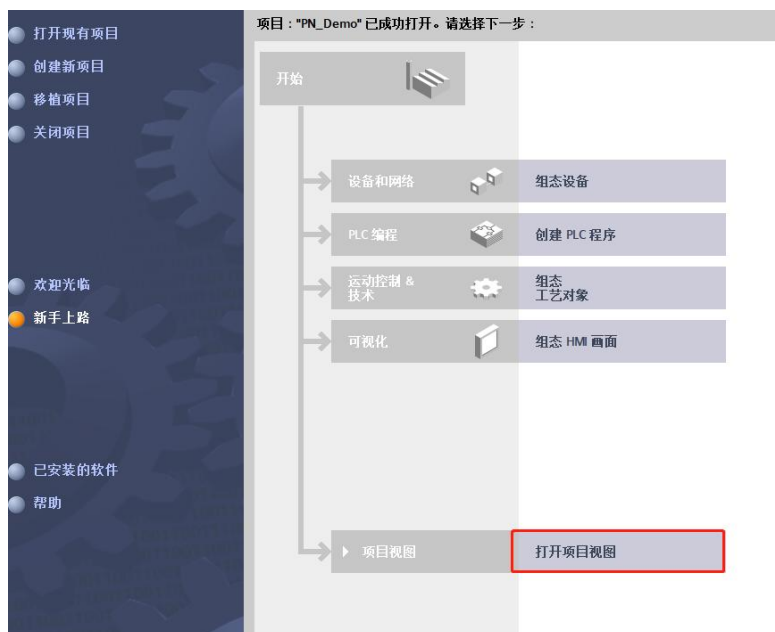 打开现有项目
创建新项目
移植项目
关闭项目
欢迎光临
新手上路
已安装的软件
帮助
项目："PN_Demo" 已成功打开。请选择下一步：
开始
设备和网络
组态设备
PLC 编程
创建 PLC 程序
运动控制 &
技术
组态
工艺对象
可视化
组态 HMI 画面
项目视图
打开项目视图